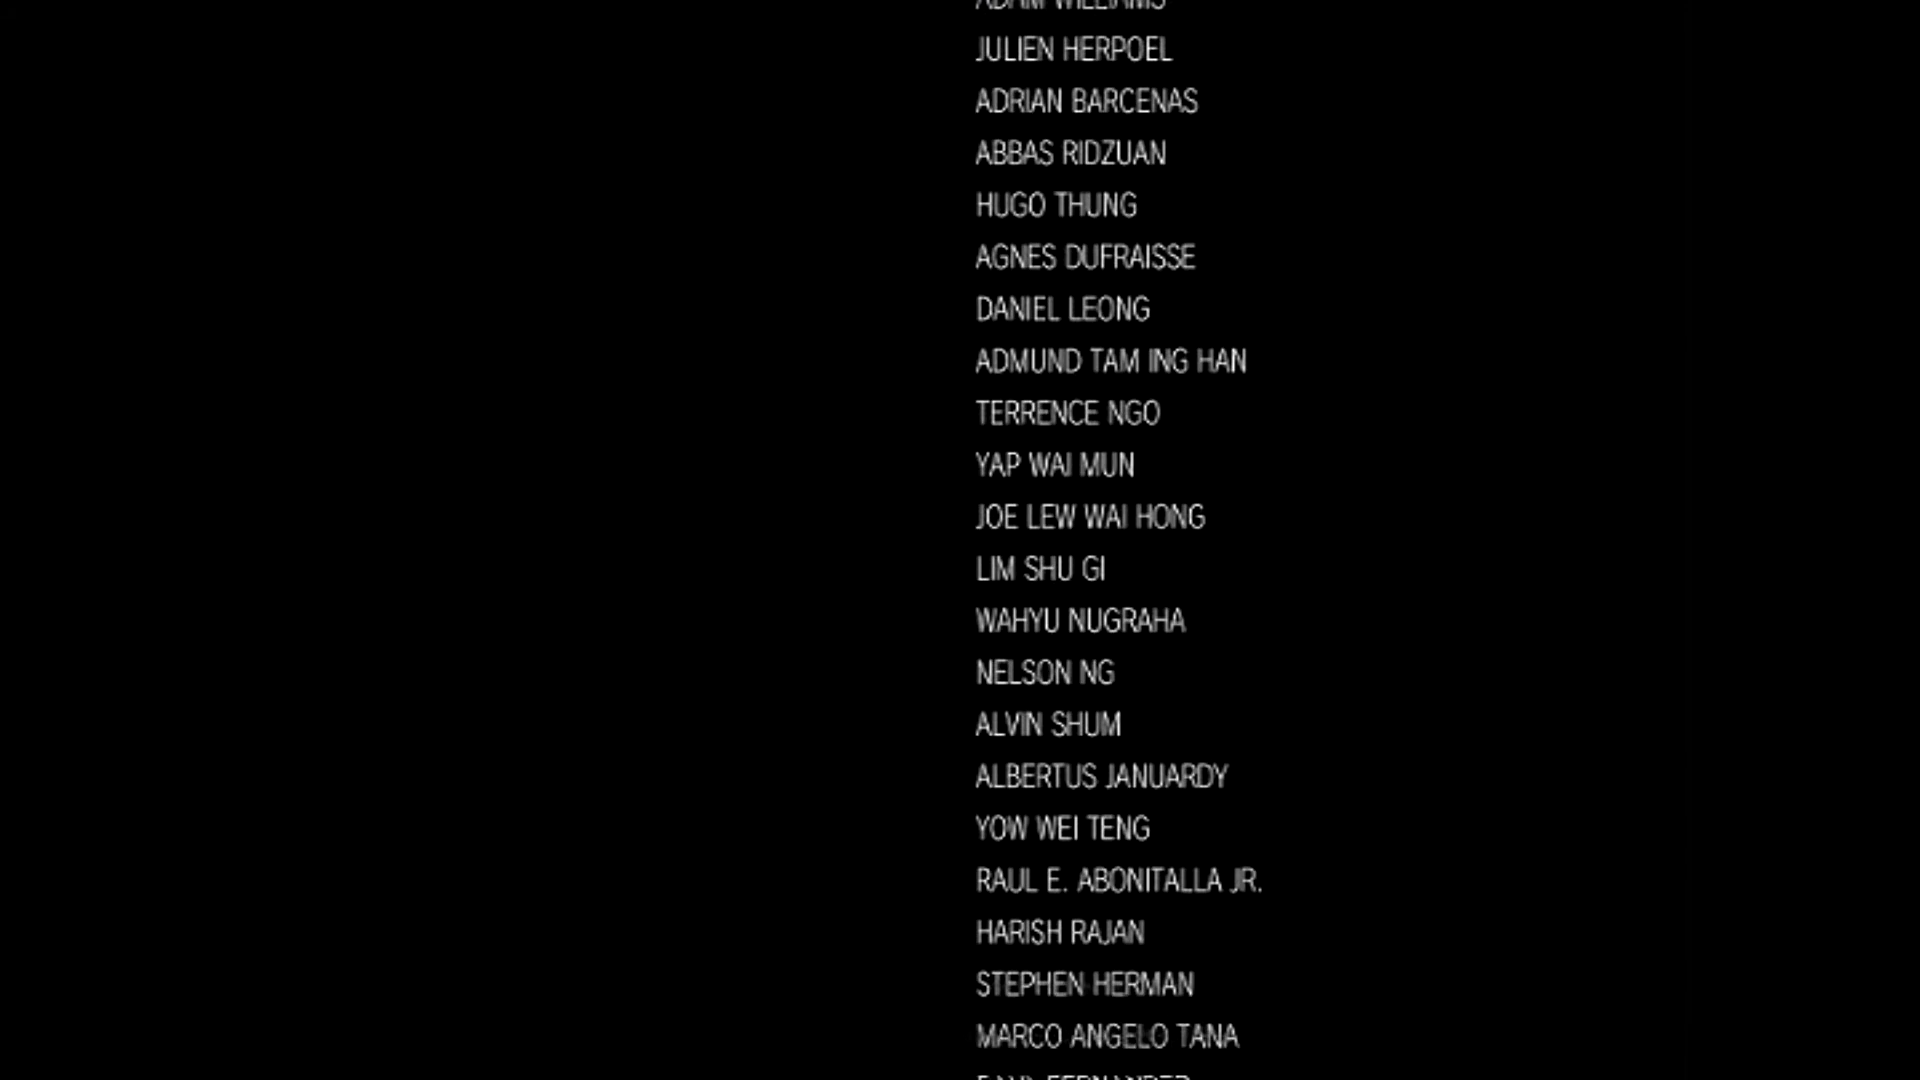 ADAM WILLIAMS
JULIEN HERPOEL
ADRIAN BARCENAS
ABBAS RIDZUAN
HUGO THUNG
AGNES DUFRAISSE
DANIEL LEONG
ADMUND TAM ING HAN
TERRENCE NGO
YAP WAI MUN
JOE LEW WAI HONG
LIM SHU GI
WAHYU NUGRAHA
NELSON NG
ALVIN SHUM
ALBERTUS JANUARDY
YOW WEI TENG
RAUL E. ABONITALLA JR.
HARISH RAJAN
STEPHEN HERMAN
MARCO ANGELO TANA